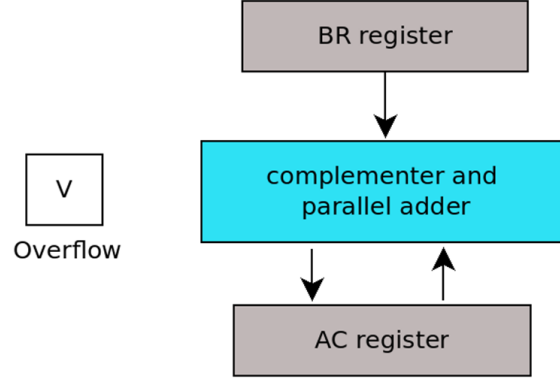 BR register
complementer and
parallel adder
V
Overflow
AC register